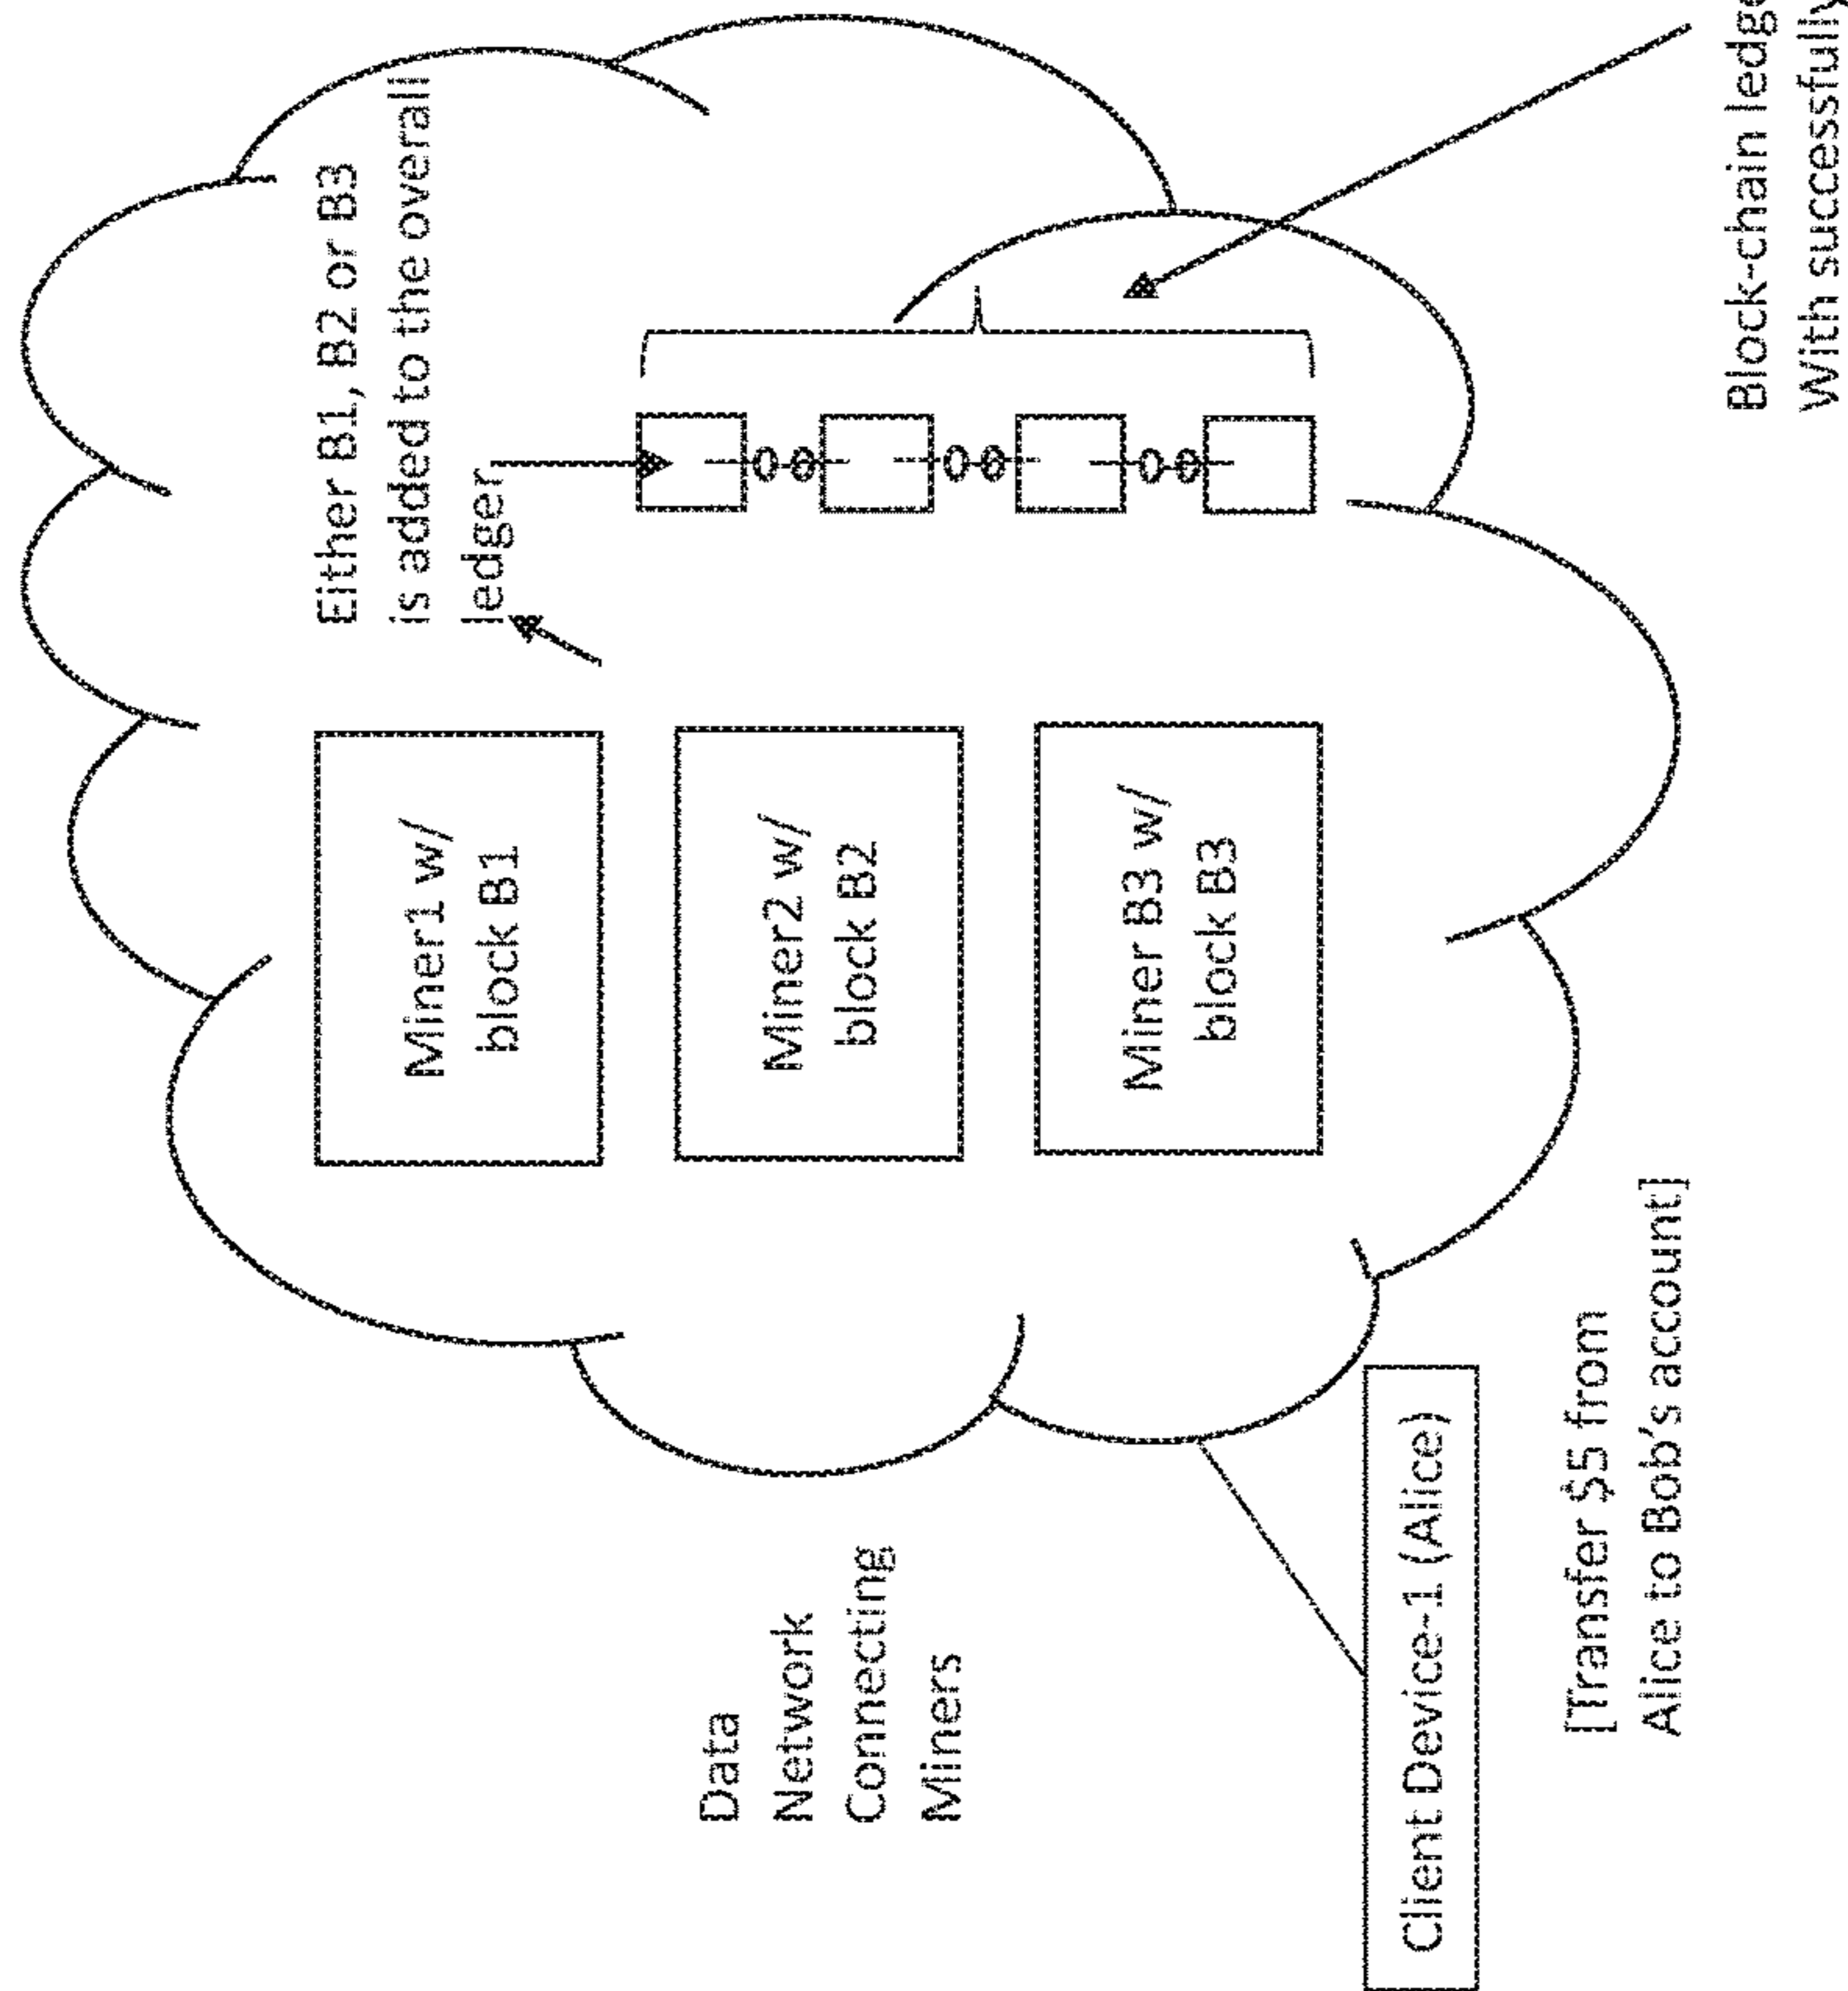 Either B1, B2 or B3
is added to the overall
ledger
Miner1 w/
block B1
Miner2 w/
block B2
Miner B3 w/
block B3
Data
Network
Connecting
Miners
Client Device-1 (Alice)
[Transfer $5 from
Alice to Bob's account]
Block-chain
With successfully